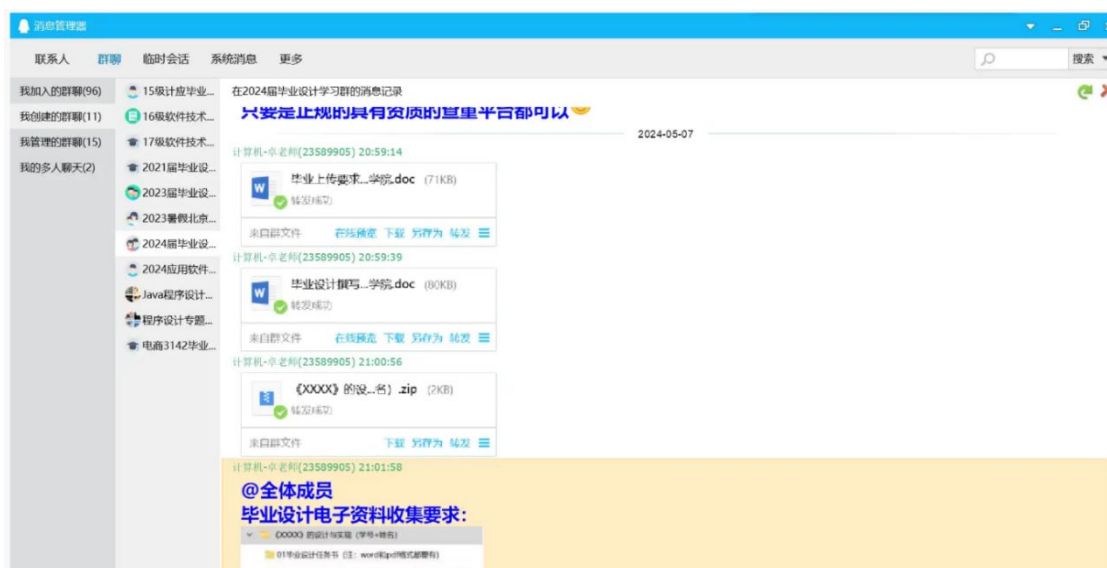 消息管理器
联系人 群聊 临时会话 系统消息 更多
搜索
我加入的群聊(96)
我创建的群聊(11)
我管理的群聊(15)
我的多人聊天(2)
15级计应毕业...
16级软件技术...
17级软件技术...
2021届毕业设...
2023届毕业设...
2023暑假北京...
2024届毕业设...
2024应用软件...
Java程序设计...
程序设计专题...
电商3142毕业...
在2024届毕业设计学习群的消息记录
只要是正规的具有资质的查重平台都可以
2024-05-07
计算机-卓老师(23589905) 20:59:14
毕业上传要求...学院.doc (71KB)
转发成功
来自群文件 在线预览 下载 另存为 转发
计算机-卓老师(23589905) 20:59:39
毕业设计撰写...学院.doc (80KB)
转发成功
来自群文件 在线预览 下载 另存为 转发
计算机-卓老师(23589905) 21:00:56
《XXXX》的设...名）.zip (2KB)
转发成功
来自群文件 下载 另存为 转发
计算机-卓老师(23589905) 21:01:58
@全体成员
毕业设计电子资料收集要求：
《XXXX》的设计与实现（学号+姓名）
01毕业设计任务书（注：word和pdf格式都要有）